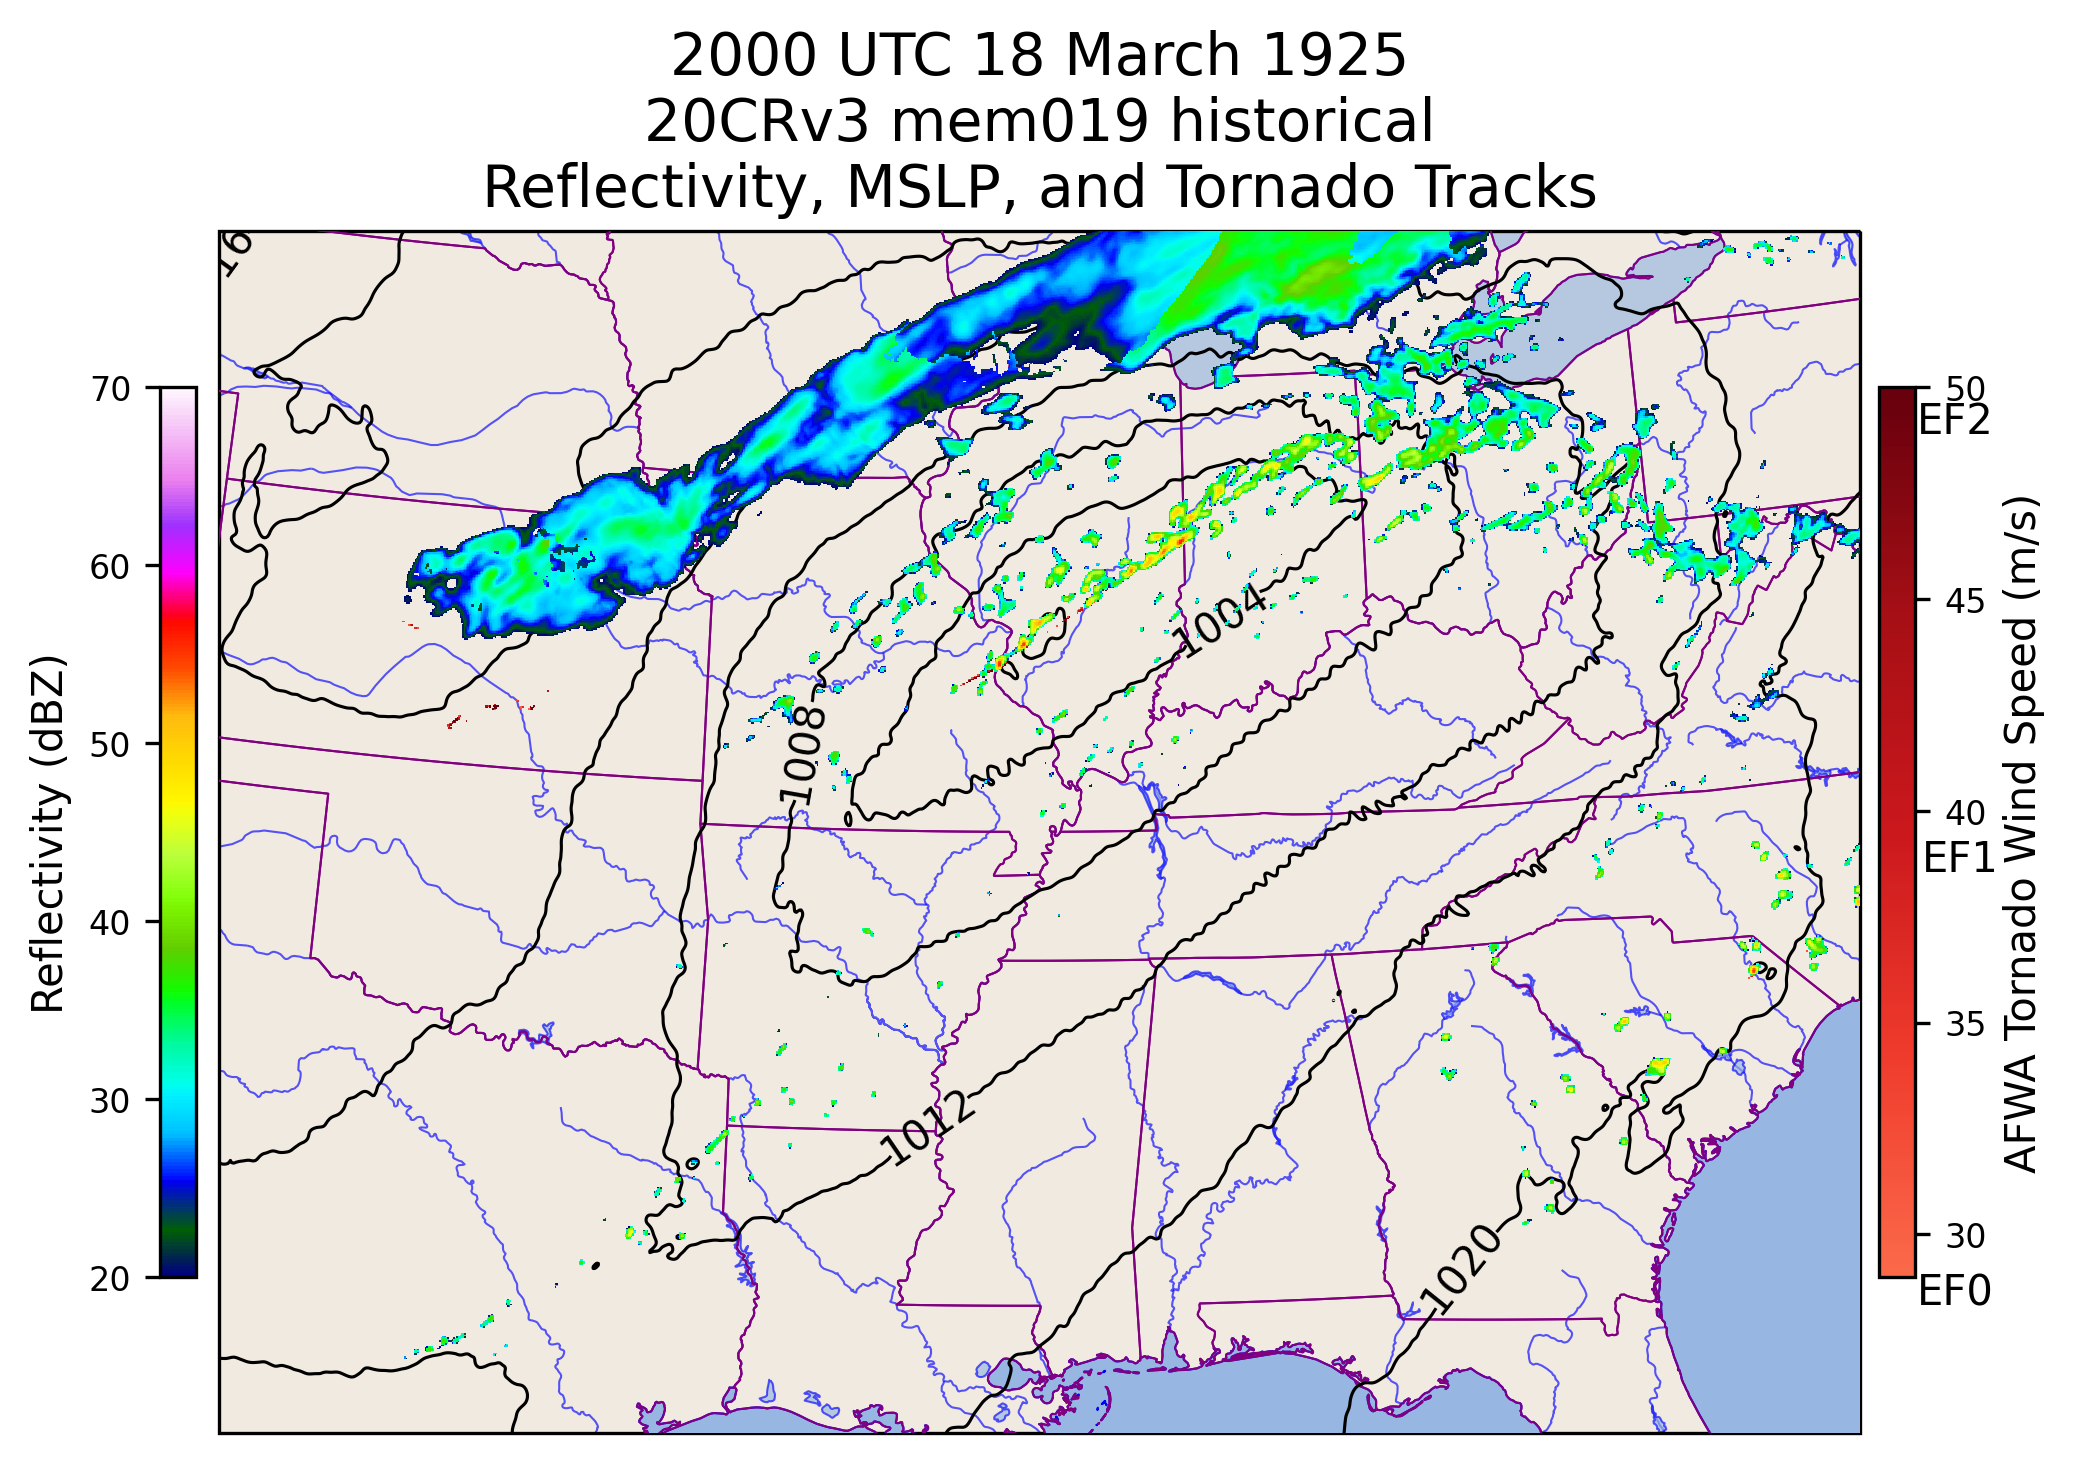 2000 UTC 18 March 1925
20CRv3 mem019 historical
Reflectivity, MSLP, and Tornado Tracks
16
1004
1008
1012
1020
20
Reflectivity (dBZ)
70
60
50
40
30
20
50
EF2
45
40
EF1
35
30
EF0
AFWA Tornado Wind Speed (m/s)